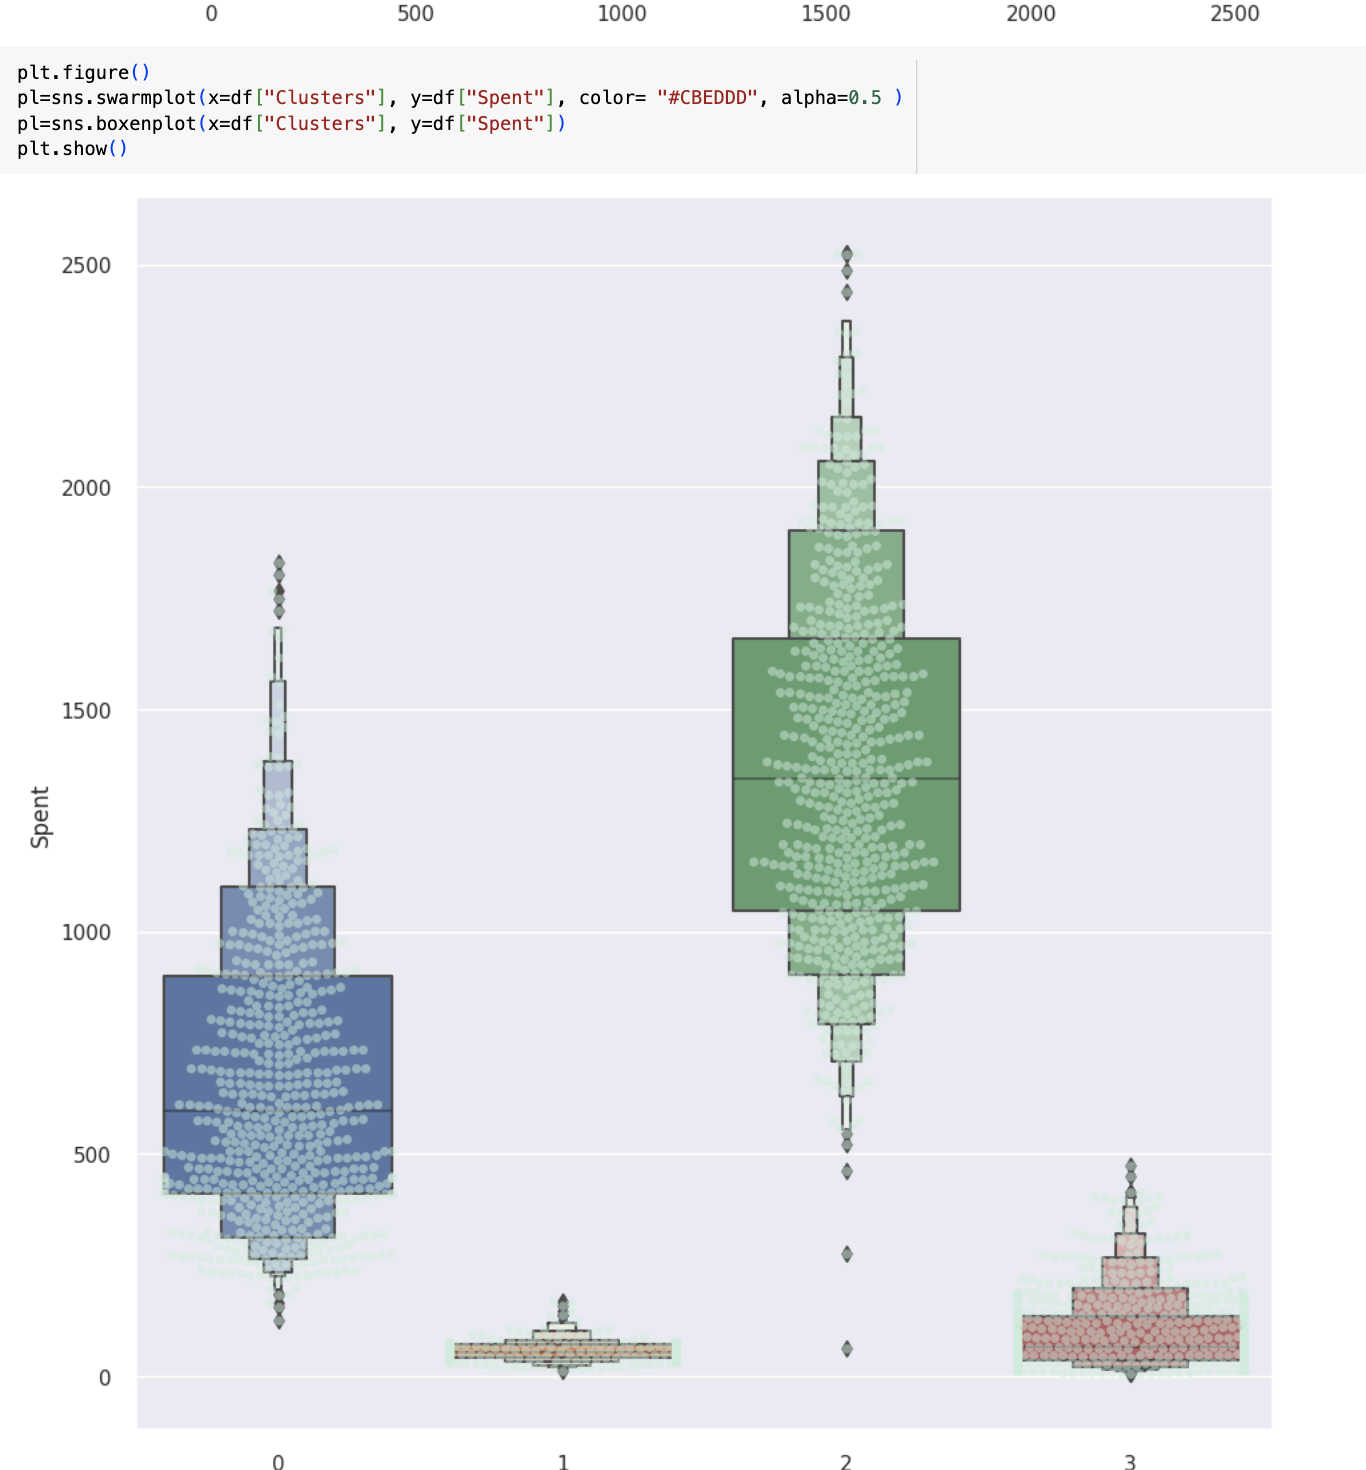 0 500 1000 1500 2000 2500
plt.figure()
pl=sns.swarmplot(x=df["Clusters"], y=df["Spent"], color= "#CBEDDD", alpha=0.5 )
pl=sns.boxenplot(x=df["Clusters"], y=df["Spent"])
plt.show()
2500
2000
1500
Spent
1000
500
0
0 1 2 3